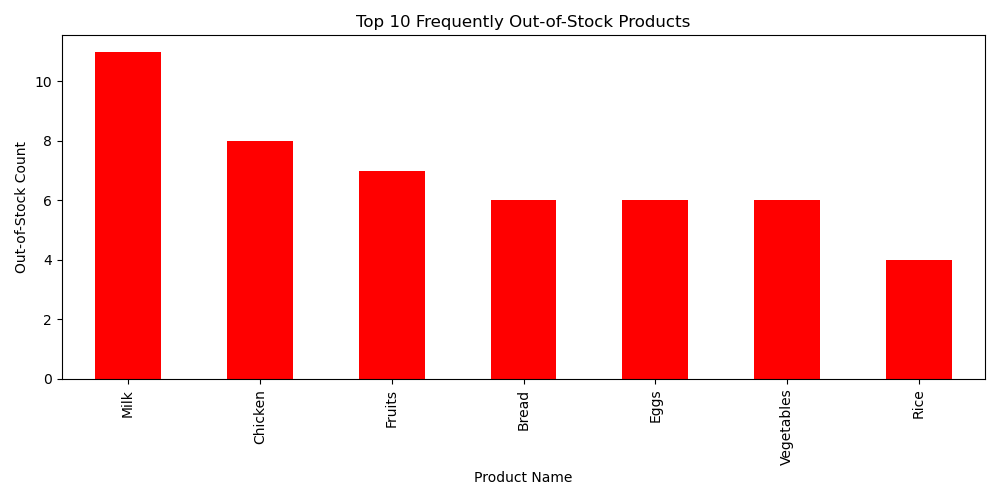 Top 10 Frequently Out-of-Stock Products
Out-of-Stock Count
10
8
6
4
2
0
Milk
Chicken
Fruits
Bread
Eggs
Vegetables
Rice
Product Name